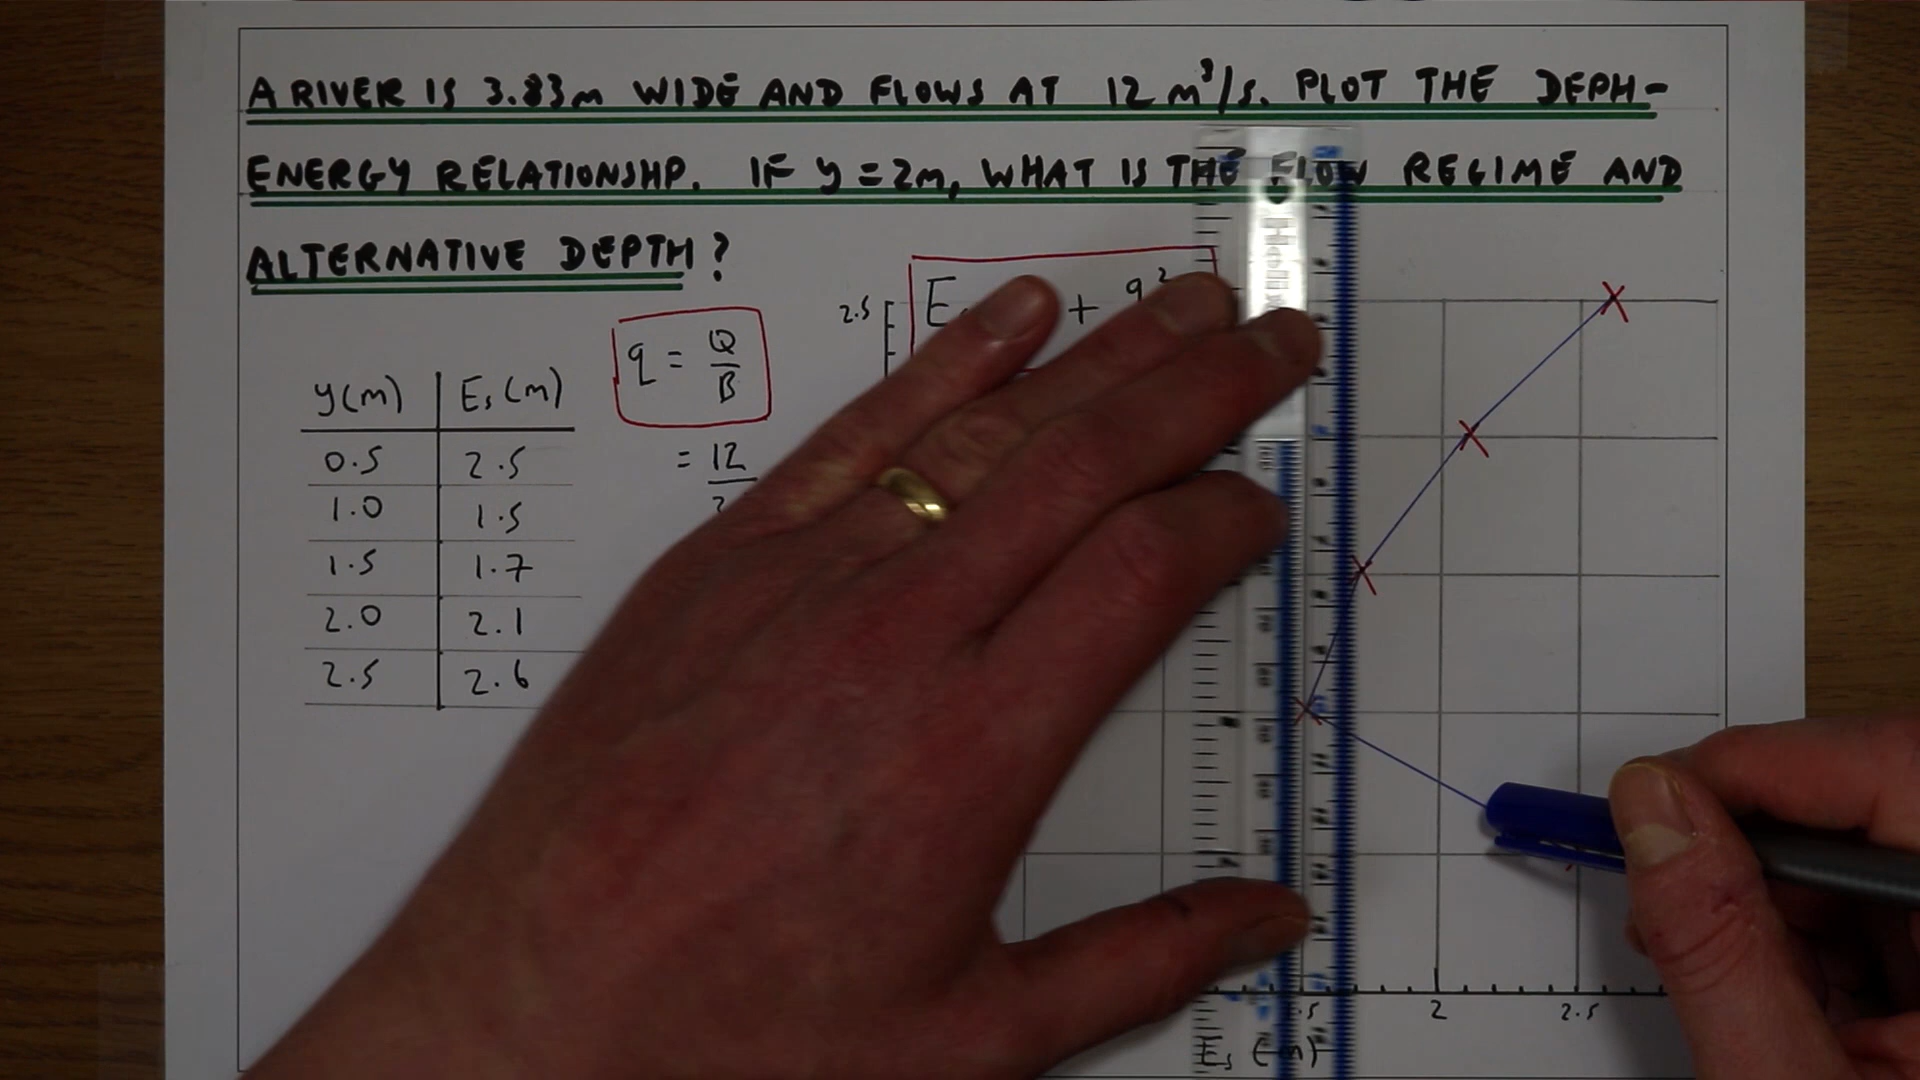 A RIVER IS 3.83m WIDE AND FLOWS AT 12 m³/s. PLOT THE DEPH-
ENERGY RELATIONSHP. IF y = 2m, WHAT IS THE FLOW REGIME AND
ALTERNATIVE DEPTH?
q = Q/B
= 12
y(m) Es(m)
0.5 2.5
1.0 1.5
1.5 1.7
2.0 2.1
2.5 2.6
E + q²
2.5
.5 2 2.5
Es (m)